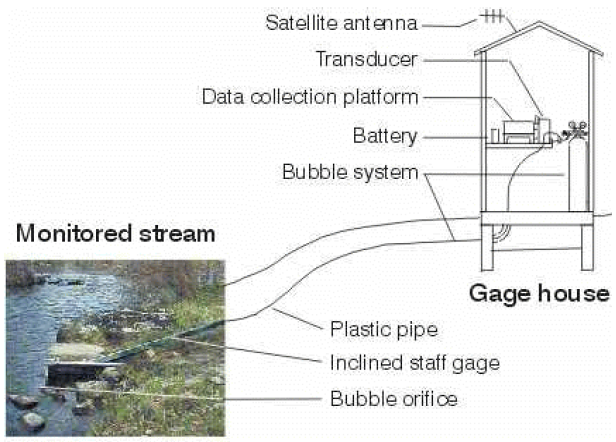 Satellite antenna
Transducer
Data collection platform
Battery
Bubble system
Monitored stream
Gage house
Plastic pipe
Inclined staff gage
Bubble orifice